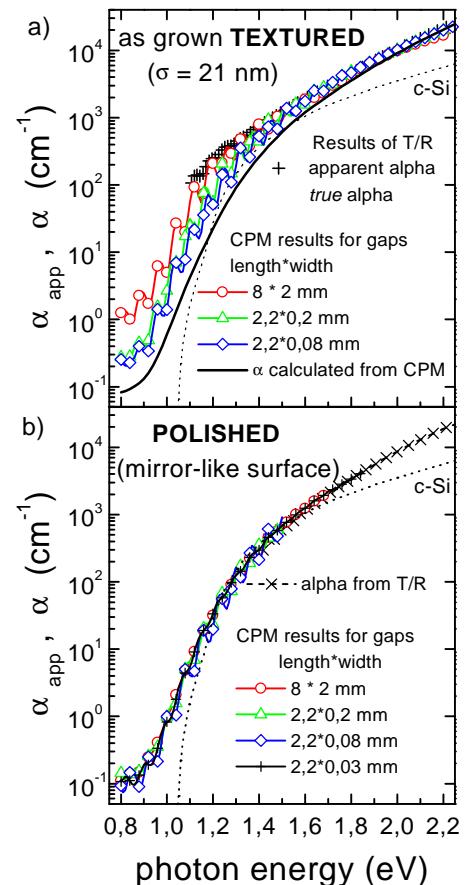 a)
as grown TEXTURED
(σ = 21 nm)
10^4
10^3
10^2
10^1
10^0
10^-1
α app , α (cm^-1)
c-Si
Results of T/R
+ apparent alpha
true alpha
CPM results for gaps
length*width
8 * 2 mm
2,2*0,2 mm
2,2*0,08 mm
α calculated from CPM
b)
POLISHED
(mirror-like surface)
10^4
10^3
10^2
10^1
10^0
10^-1
α app , α (cm^-1)
c-Si
alpha from T/R
CPM results for gaps
length*width
8 * 2 mm
2,2*0,2 mm
2,2*0,08 mm
2,2*0,03 mm
0,8 1,0 1,2 1,4 1,6 1,8 2,0 2,2
photon energy (eV)